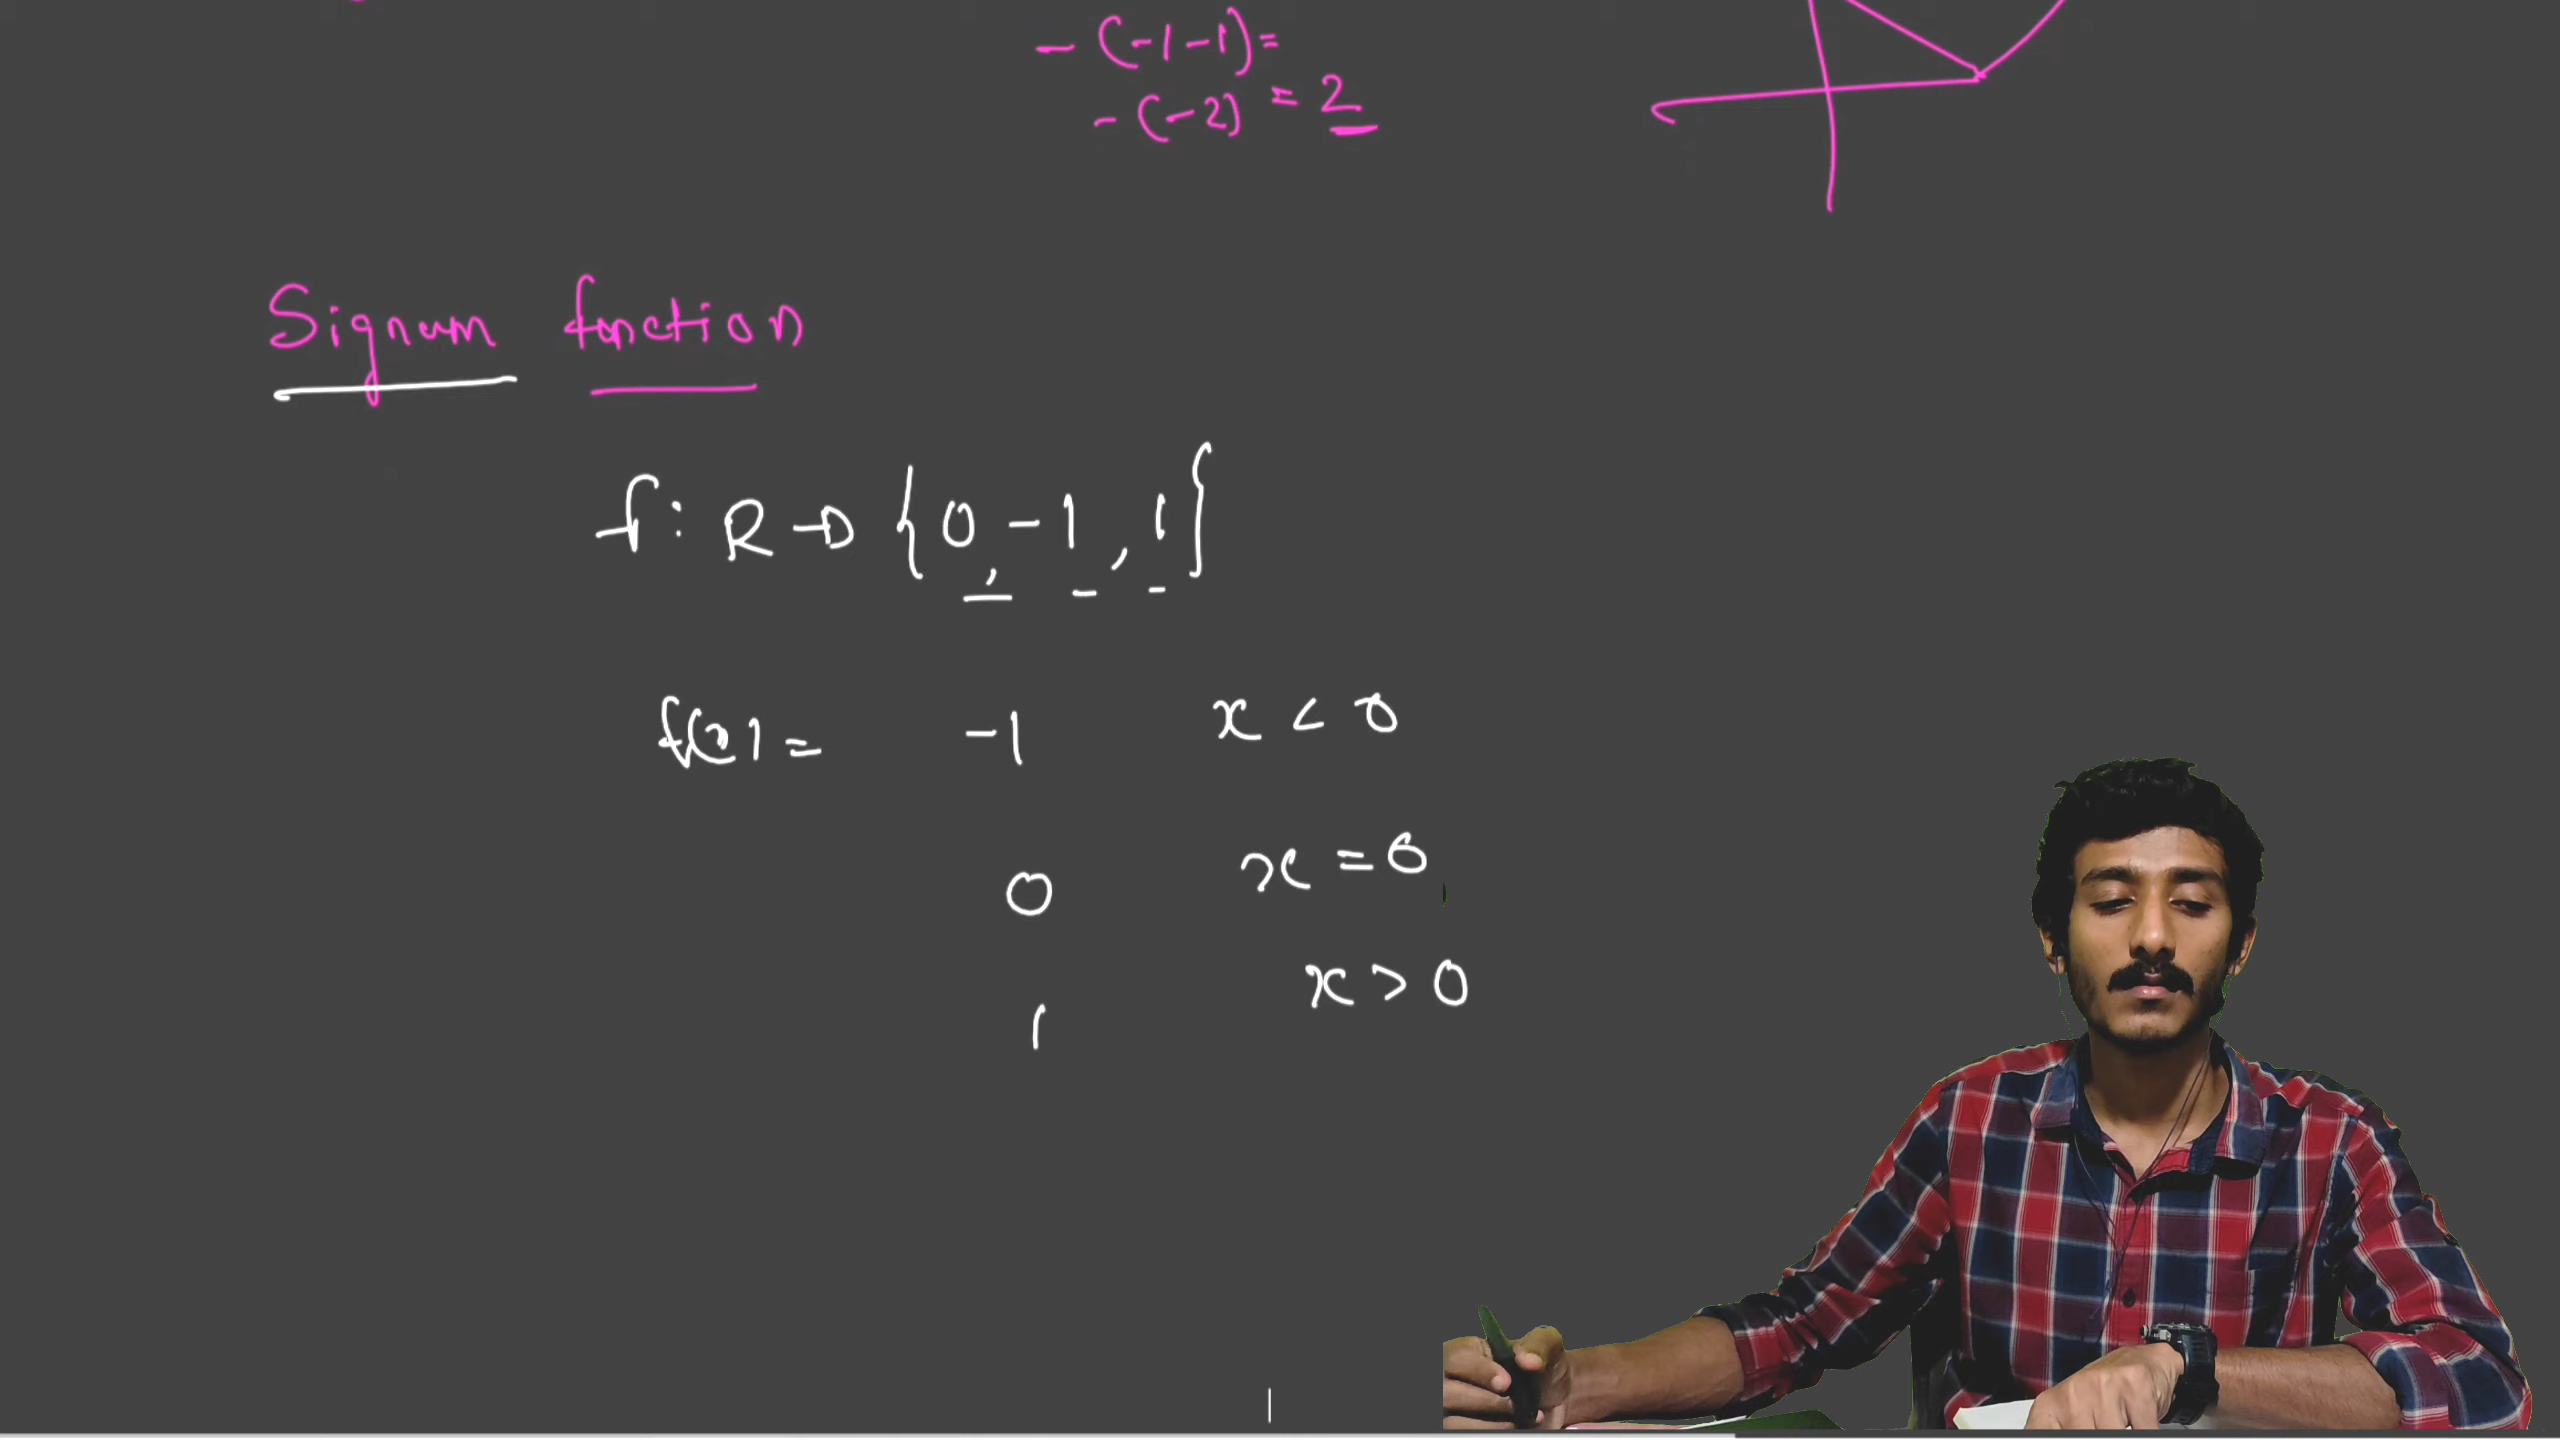 - (-1-1)=
- (-2) = 2
Signum function
f: R → {0, -1, 1}
f(x) = -1 x < 0
0 x = 0
1 x > 0